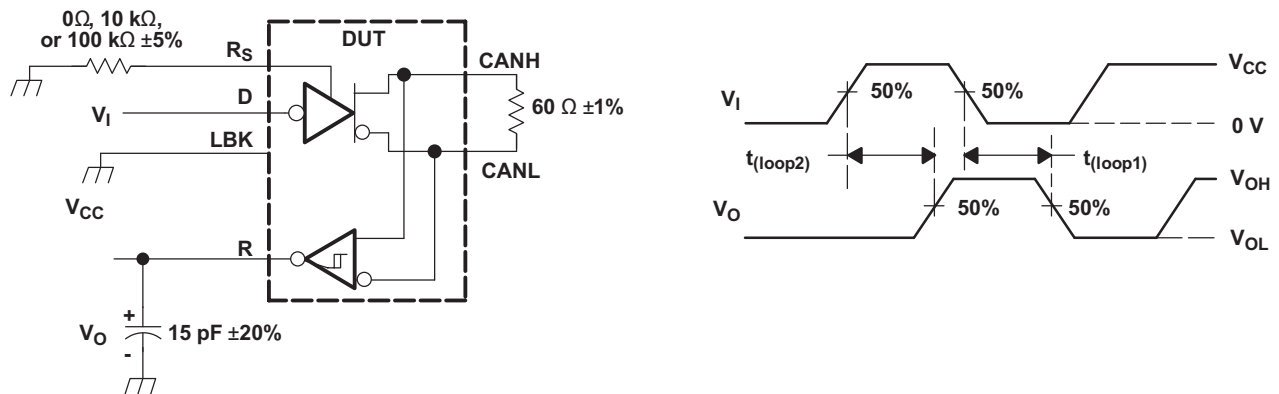 0Ω, 10 kΩ,
or 100 kΩ ±5%
RS
DUT
CANH
D
VI
60 Ω ±1%
LBK
CANL
VCC
R
VO
+
-
15 pF ±20%
VI
50%
50%
VCC
0 V
t(loop2)
t(loop1)
VO
50%
50%
VOH
VOL